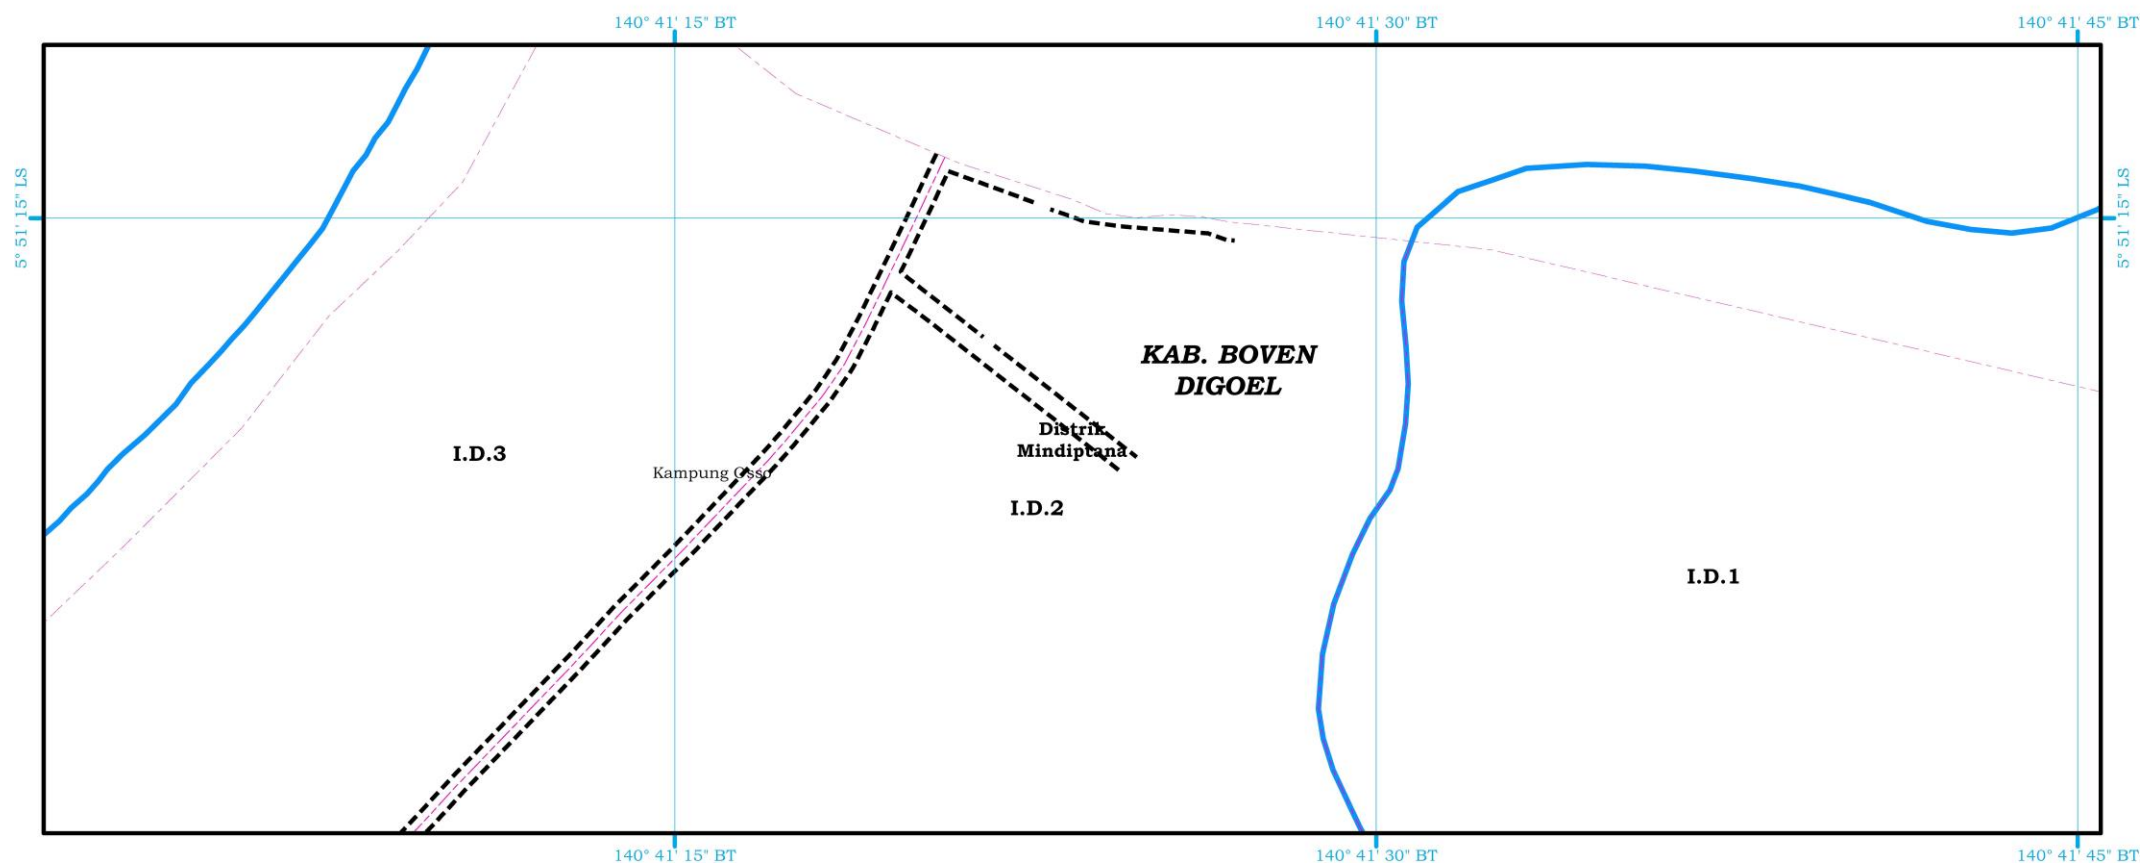 140° 41' 15" BT
140° 41' 30" BT
140° 41' 45" BT
5° 51' 15" LS
5° 51' 15" LS
KAB. BOVEN
DIGOEL
Distrik
Mindiptana
I.D.3
Kampung Osso
I.D.2
I.D.1
140° 41' 15" BT
140° 41' 30" BT
140° 41' 45" BT